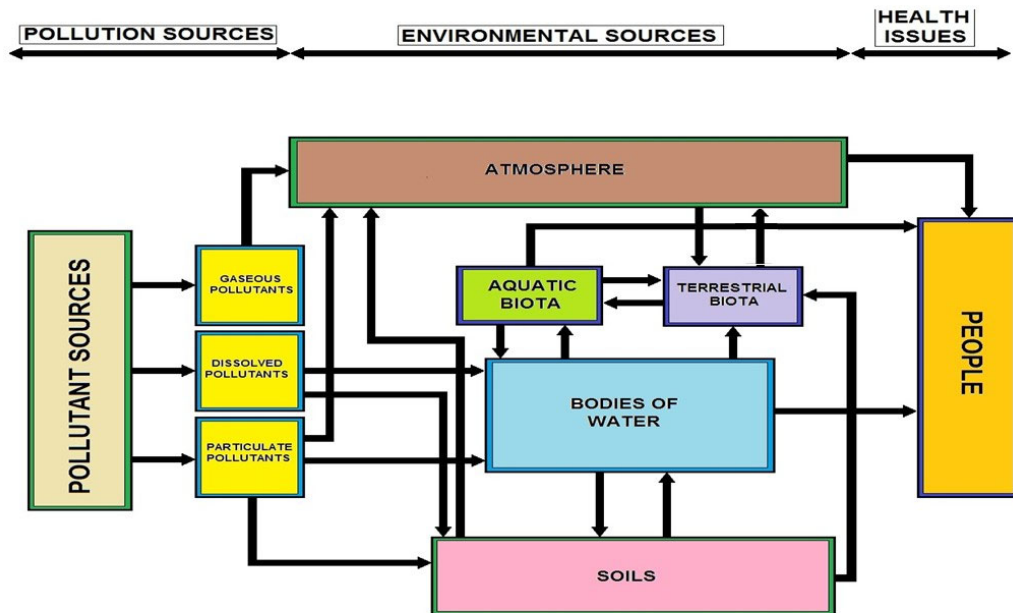 POLLUTION SOURCES
ENVIRONMENTAL SOURCES
HEALTH
ISSUES
ATMOSPHERE
POLLUTANT SOURCES
GASEOUS
POLLUTANTS
DISSOLVED
POLLUTANTS
PARTICULATE
POLLUTANTS
AQUATIC
BIOTA
TERRESTRIAL
BIOTA
BODIES OF
WATER
SOILS
PEOPLE